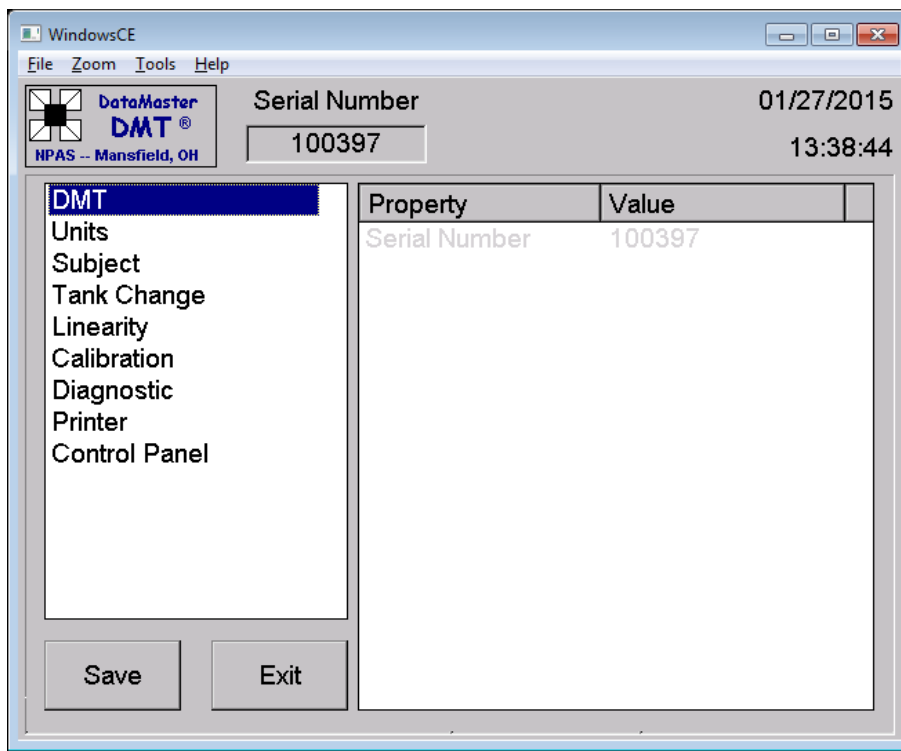 WindowsCE
File Zoom Tools Help
DataMaster
DMT ®
NPAS -- Mansfield, OH
Serial Number
100397
01/27/2015
13:38:44
DMT
Units
Subject
Tank Change
Linearity
Calibration
Diagnostic
Printer
Control Panel
Property Value
Serial Number 100397
Save Exit